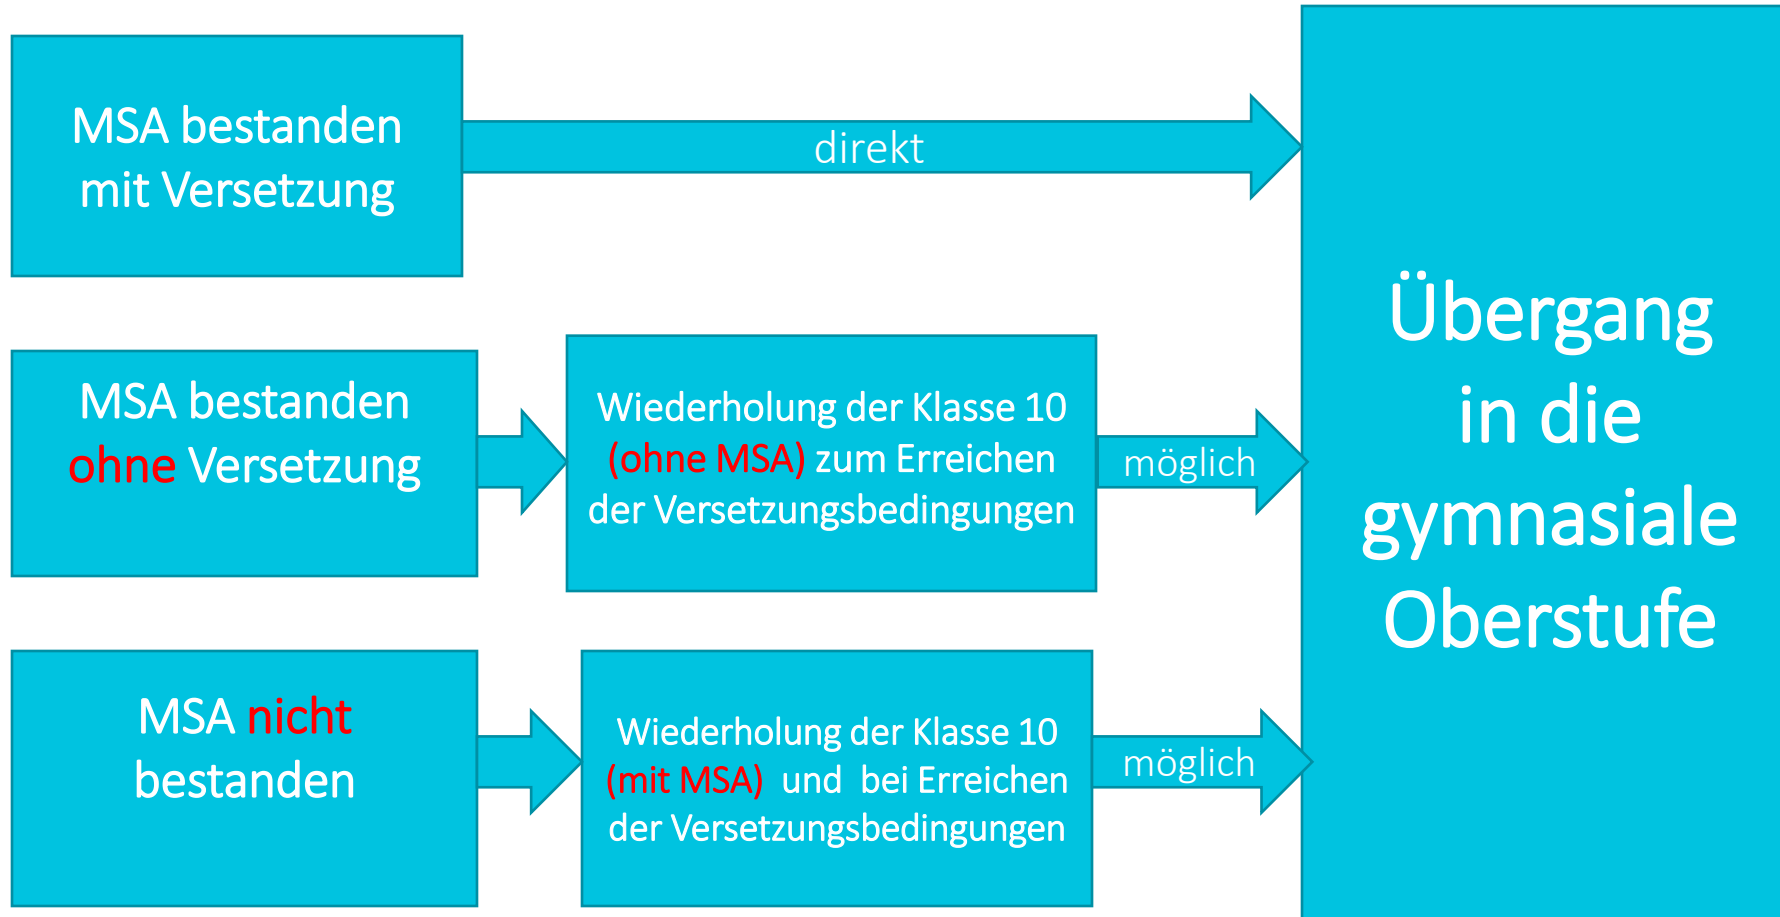 MSA bestanden
mit Versetzung
direkt
MSA bestanden
ohne Versetzung
Wiederholung der Klasse 10
(ohne MSA) zum Erreichen
der Versetzungsbedingungen
möglich
MSA nicht
bestanden
Wiederholung der Klasse 10
(mit MSA) und bei Erreichen
der Versetzungsbedingungen
möglich
Übergang
in die
gymnasiale
Oberstufe